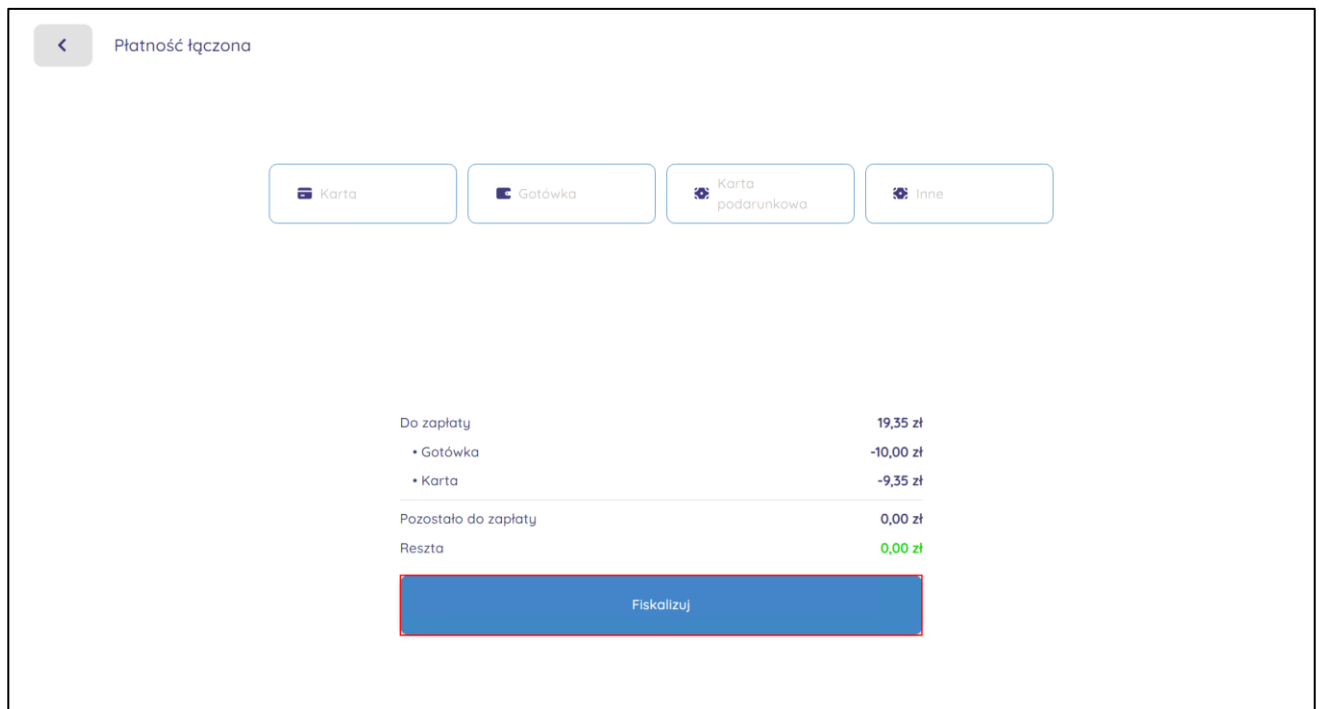 Płatność łączona
Karta
Gotówka
Karta
podarunkowa
Inne
Do zapłaty 19,35 zł
• Gotówka -10,00 zł
• Karta -9,35 zł
Pozostało do zapłaty 0,00 zł
Reszta 0,00 zł
Fiskalizuj